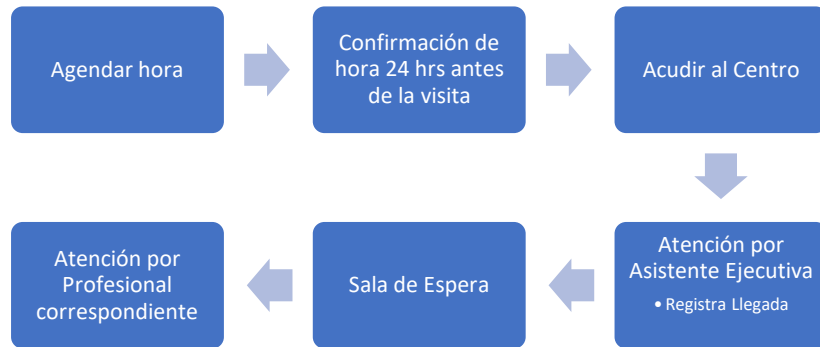 Agendar hora
Confirmación de
hora 24 hrs antes
de la visita
Acudir al Centro
Atención por
Asistente Ejecutiva
• Registra Llegada
Sala de Espera
Atención por
Profesional
correspondiente